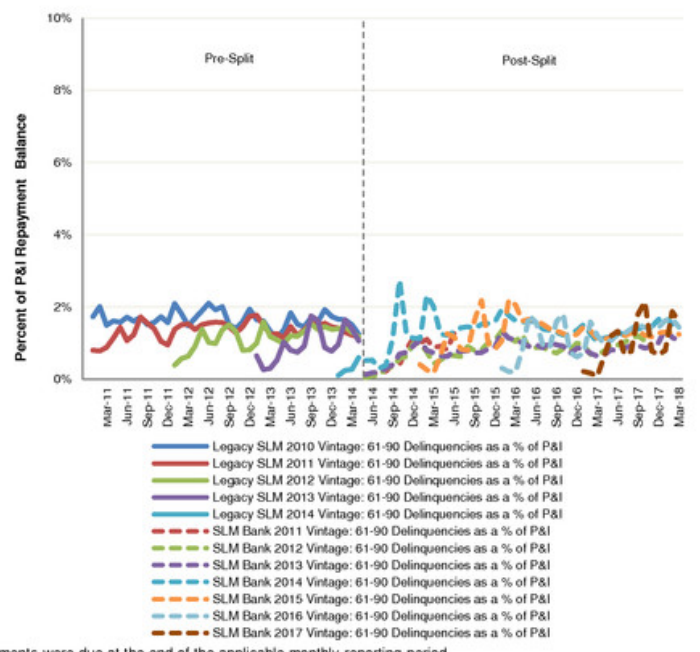 10%
Pre-Split
Post-Split
8%
6%
4%
2%
0%
Percent of P&I Repayment Balance
Mar-11
Jun-11
Sep-11
Dec-11
Mar-12
Jun-12
Sep-12
Dec-12
Mar-13
Jun-13
Sep-13
Dec-13
Mar-14
Jun-14
Sep-14
Dec-14
Mar-15
Jun-15
Sep-15
Dec-15
Mar-16
Jun-16
Sep-16
Dec-16
Mar-17
Jun-17
Sep-17
Dec-17
Mar-18
Legacy SLM 2010 Vintage: 61-90 Delinquencies as a % of P&I
Legacy SLM 2011 Vintage: 61-90 Delinquencies as a % of P&I
Legacy SLM 2012 Vintage: 61-90 Delinquencies as a % of P&I
Legacy SLM 2013 Vintage: 61-90 Delinquencies as a % of P&I
Legacy SLM 2014 Vintage: 61-90 Delinquencies as a % of P&I
SLM Bank 2011 Vintage: 61-90 Delinquencies as a % of P&I
SLM Bank 2012 Vintage: 61-90 Delinquencies as a % of P&I
SLM Bank 2013 Vintage: 61-90 Delinquencies as a % of P&I
SLM Bank 2014 Vintage: 61-90 Delinquencies as a % of P&I
SLM Bank 2015 Vintage: 61-90 Delinquencies as a % of P&I
SLM Bank 2016 Vintage: 61-90 Delinquencies as a % of P&I
SLM Bank 2017 Vintage: 61-90 Delinquencies as a % of P&I
ments were due at the end of the applicable monthly reporting period